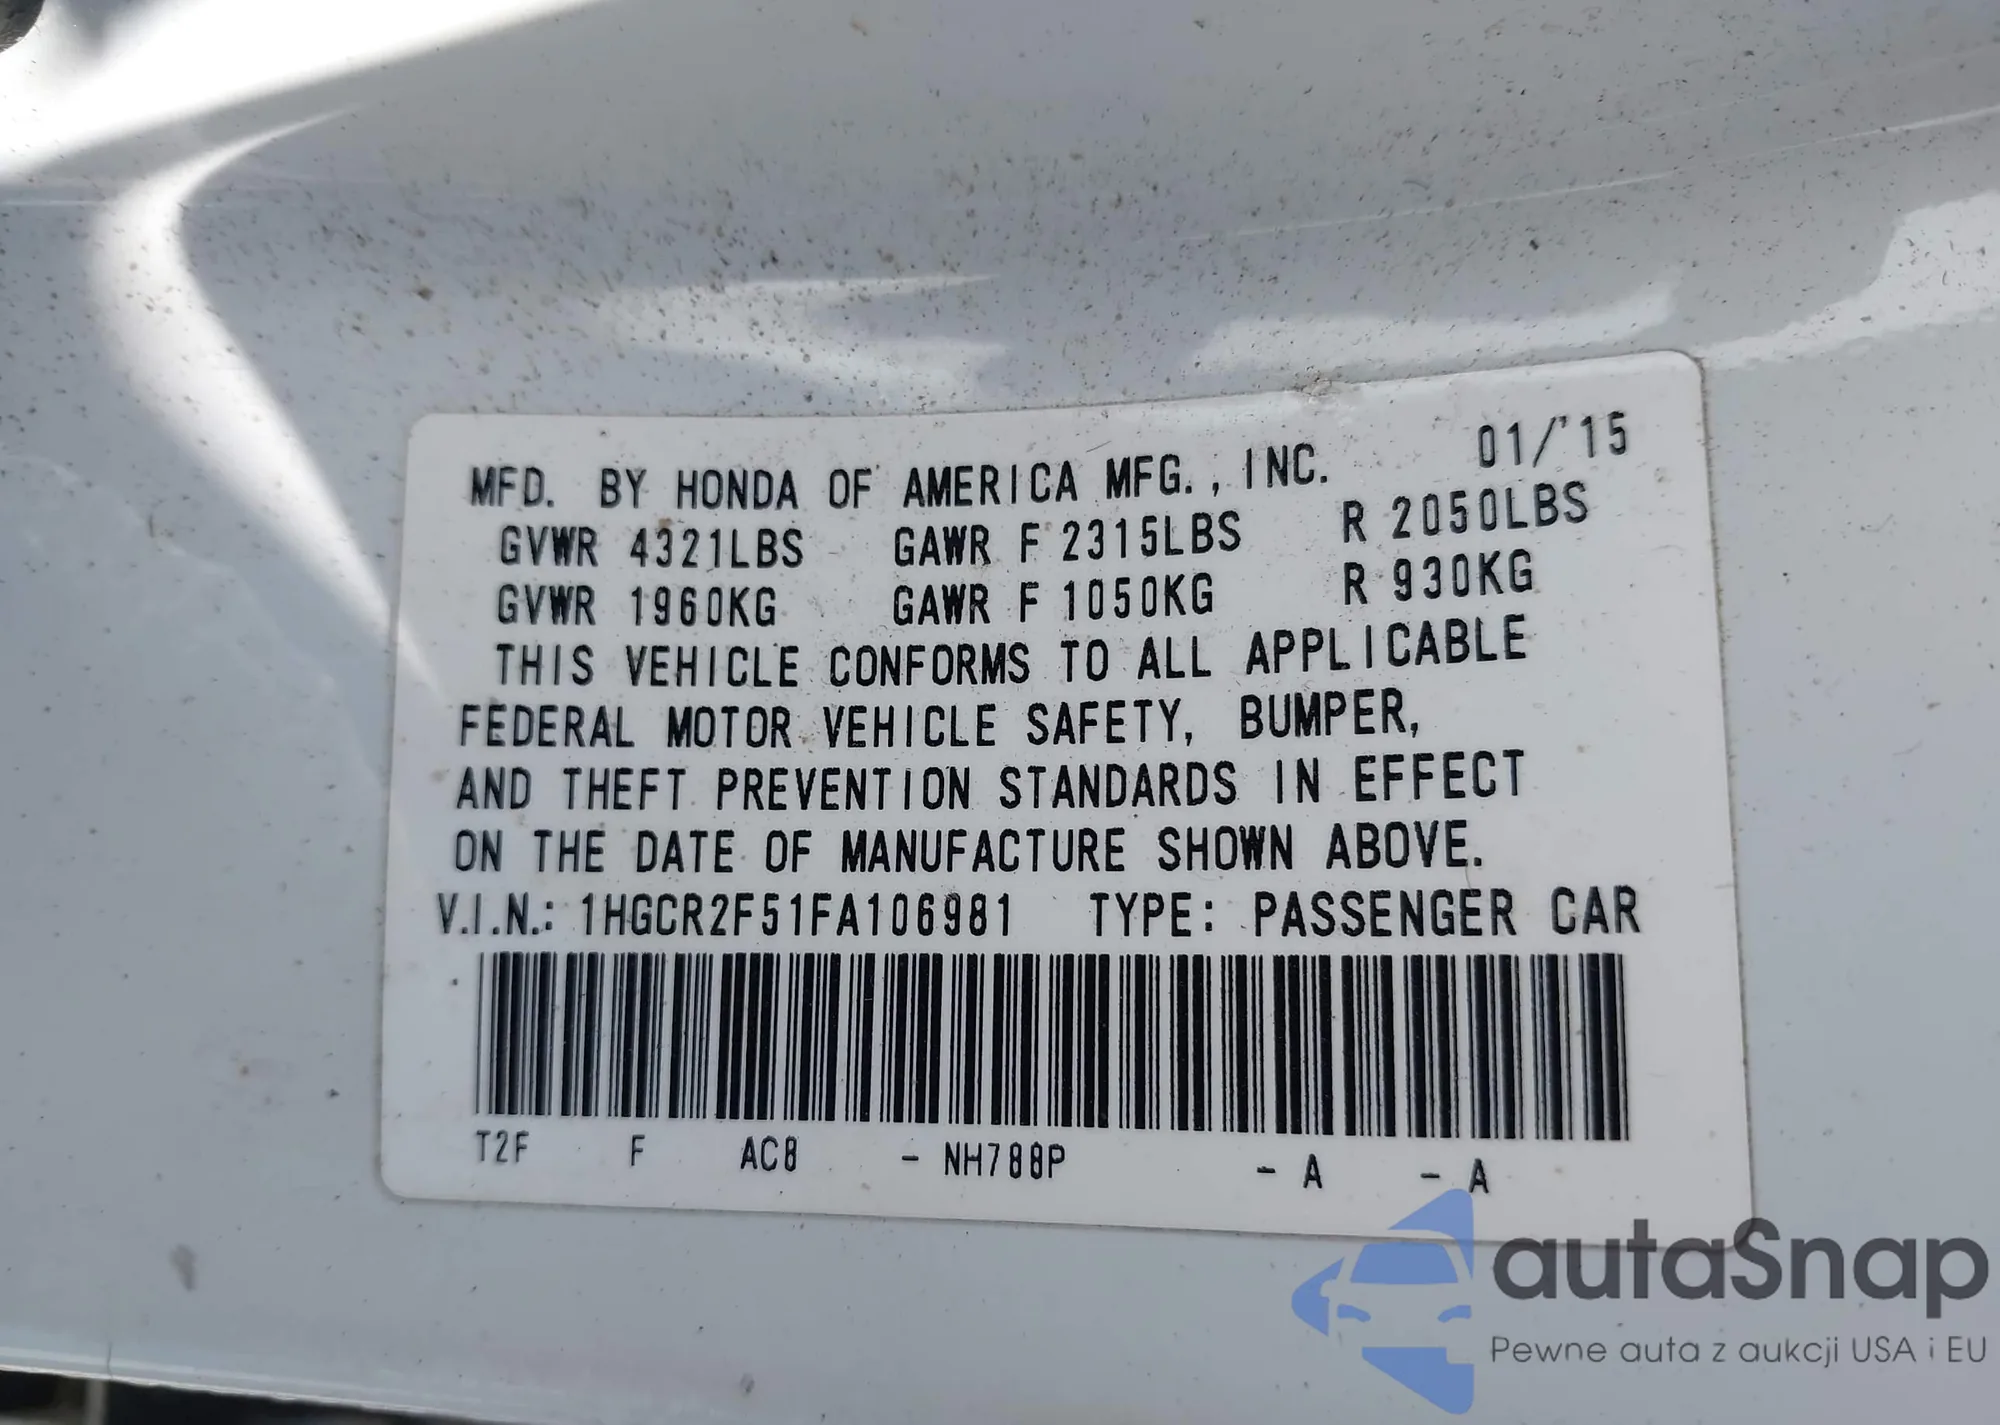 MFD. BY HONDA OF AMERICA MFG., INC. 01/'15
GVWR 4321LBS GAWR F 2315LBS R 2050LBS
GVWR 1960KG GAWR F 1050KG R 930KG
THIS VEHICLE CONFORMS TO ALL APPLICABLE
FEDERAL MOTOR VEHICLE SAFETY, BUMPER,
AND THEFT PREVENTION STANDARDS IN EFFECT
ON THE DATE OF MANUFACTURE SHOWN ABOVE.
V.I.N.: 1HGCR2F51FA106981 TYPE: PASSENGER CAR
T2F F AC8 - NH788P - A - A
autaSnap
Pewne auta z aukcji USA i EU